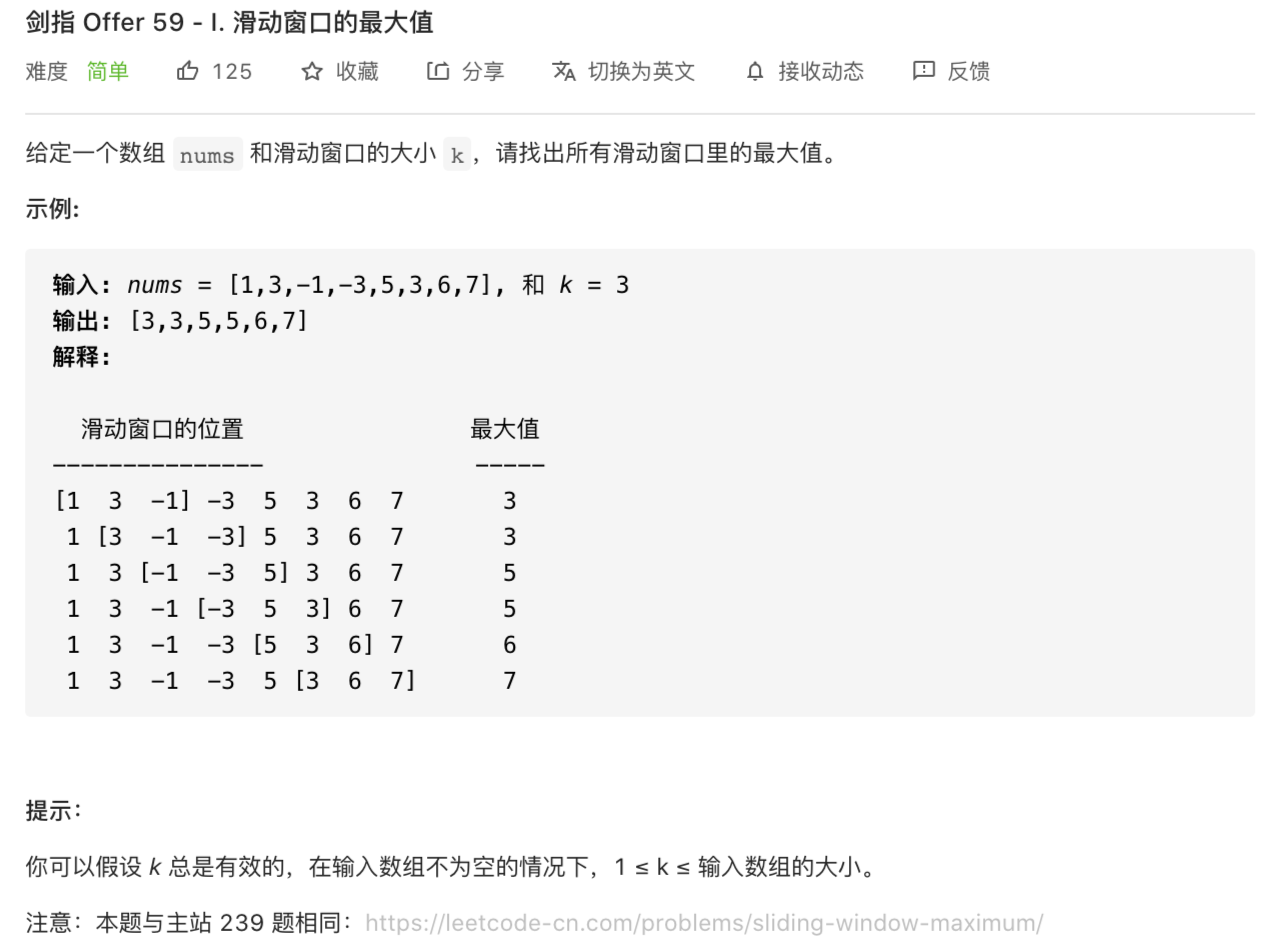 剑指 Offer 59 - I. 滑动窗口的最大值
难度 简单 125 收藏 分享 切换为英文 接收动态 反馈
给定一个数组 nums 和滑动窗口的大小 k，请找出所有滑动窗口里的最大值。
示例:
输入: nums = [1,3,-1,-3,5,3,6,7], 和 k = 3
输出: [3,3,5,5,6,7]
解释:
滑动窗口的位置 最大值
--------------- -----
[1 3 -1] -3 5 3 6 7 3
1 [3 -1 -3] 5 3 6 7 3
1 3 [-1 -3 5] 3 6 7 5
1 3 -1 [-3 5 3] 6 7 5
1 3 -1 -3 [5 3 6] 7 6
1 3 -1 -3 5 [3 6 7] 7
提示：
你可以假设 k 总是有效的，在输入数组不为空的情况下，1 ≤ k ≤ 输入数组的大小。
注意：本题与主站 239 题相同：https://leetcode-cn.com/problems/sliding-window-maximum/